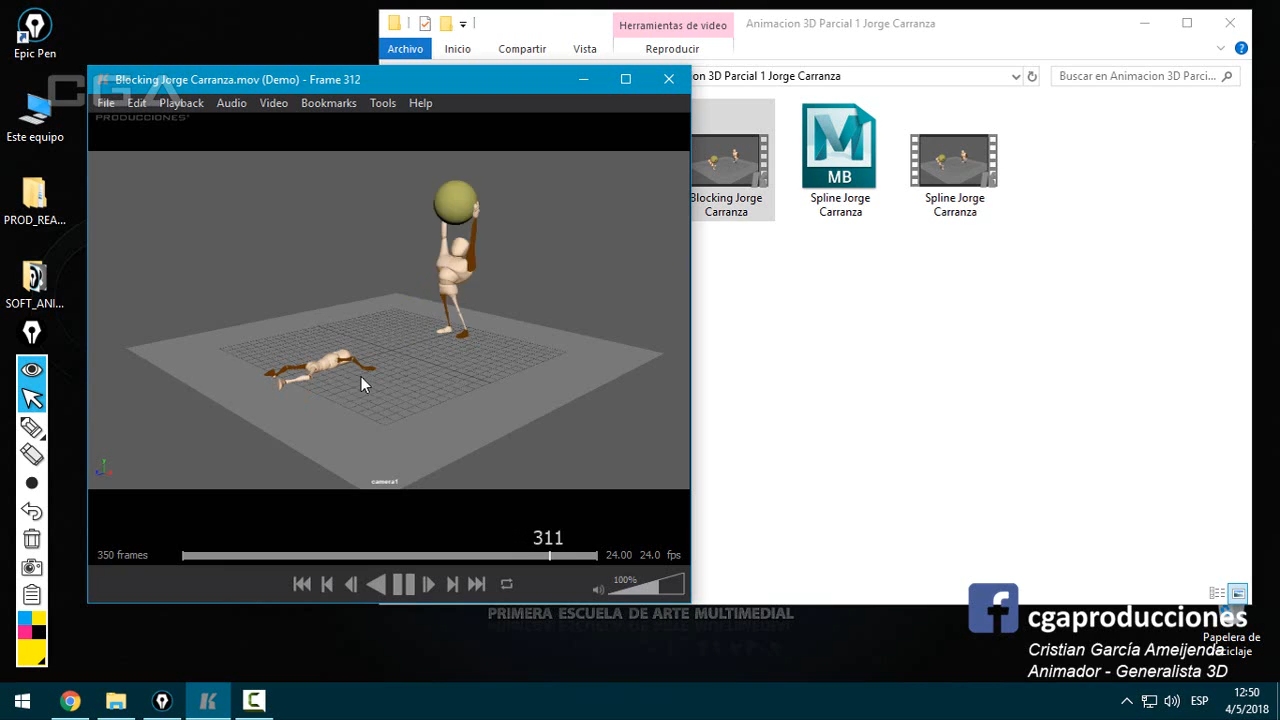 Epic Pen
Este equipo
PROD_REA...
SOFT_ANI...
Herramientas de video
Animacion 3D Parcial 1 Jorge Carranza
Archivo
Inicio
Compartir
Vista
Reproducir
on 3D Parcial 1 Jorge Carranza
Buscar en Animacion 3D Parci...
Blocking Jorge Carranza.mov (Demo) - Frame 312
CGA
PRODUCCIONES
File
Edit
Playback
Audio
Video
Bookmarks
Tools
Help
Blocking Jorge
Carranza
MB
Spline Jorge
Carranza
Spline Jorge
Carranza
camera1
311
350 frames
24.00
24.0
fps
100%
PRIMERA ESCUELA DE ARTE MULTIMEDIAL
f
cgaproducciones
Cristian García Ameijenda
Animador - Generalista 3D
Papelera de
reciclaje
ESP
12:50
4/5/2018